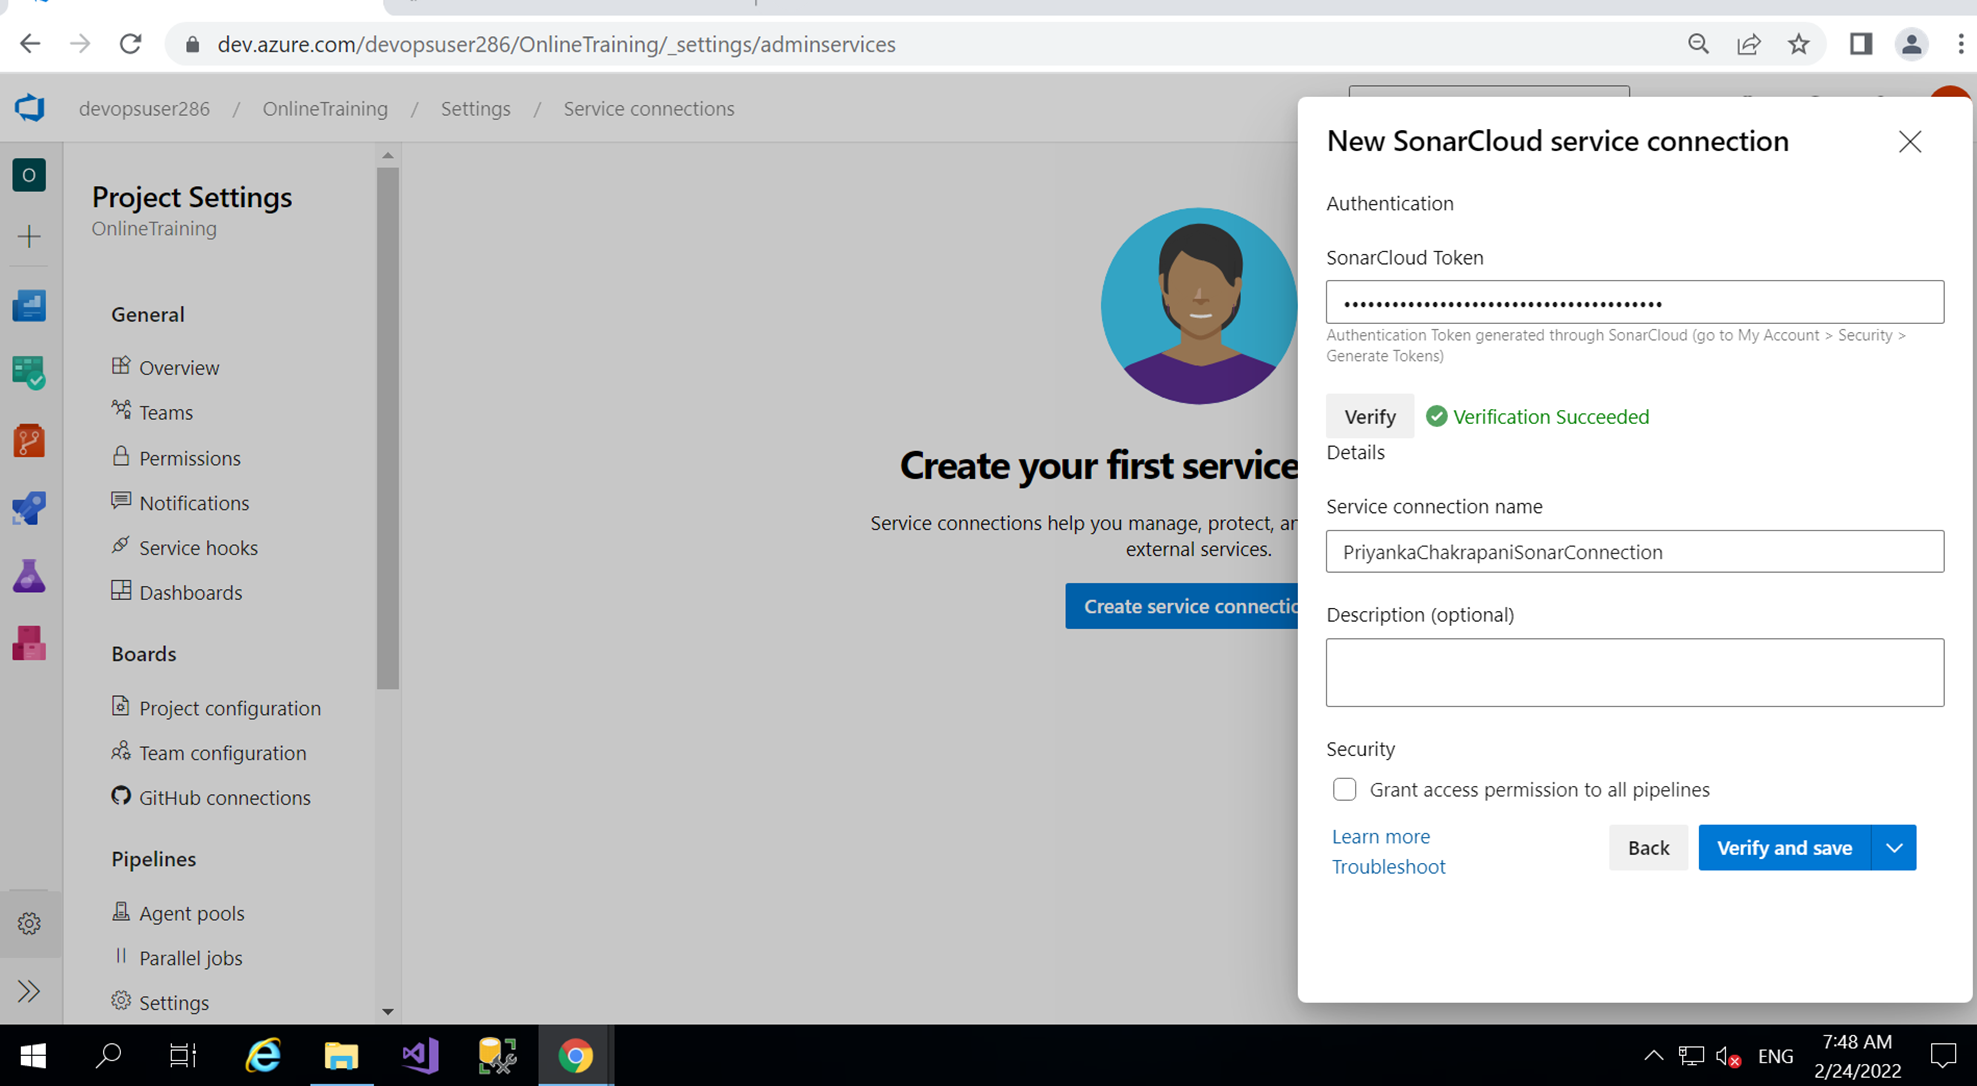 dev.azure.com/devopsuser286/OnlineTraining/_settings/adminservices
devopsuser286 / OnlineTraining / Settings / Service connections
O
Project Settings
OnlineTraining
General
Overview
Teams
Permissions
Notifications
Service hooks
Dashboards
Boards
Project configuration
Team configuration
GitHub connections
Pipelines
Agent pools
Parallel jobs
Settings
Create your first service
Service connections help you manage, protect, an
external services.
Create service connectio
New SonarCloud service connection
Authentication
SonarCloud Token
Authentication Token generated through SonarCloud (go to My Account > Security >
Generate Tokens)
Verify Verification Succeeded
Details
Service connection name
PriyankaChakrapaniSonarConnection
Description (optional)
Security
Grant access permission to all pipelines
Learn more
Troubleshoot
Back Verify and save
ENG
7:48 AM
2/24/2022